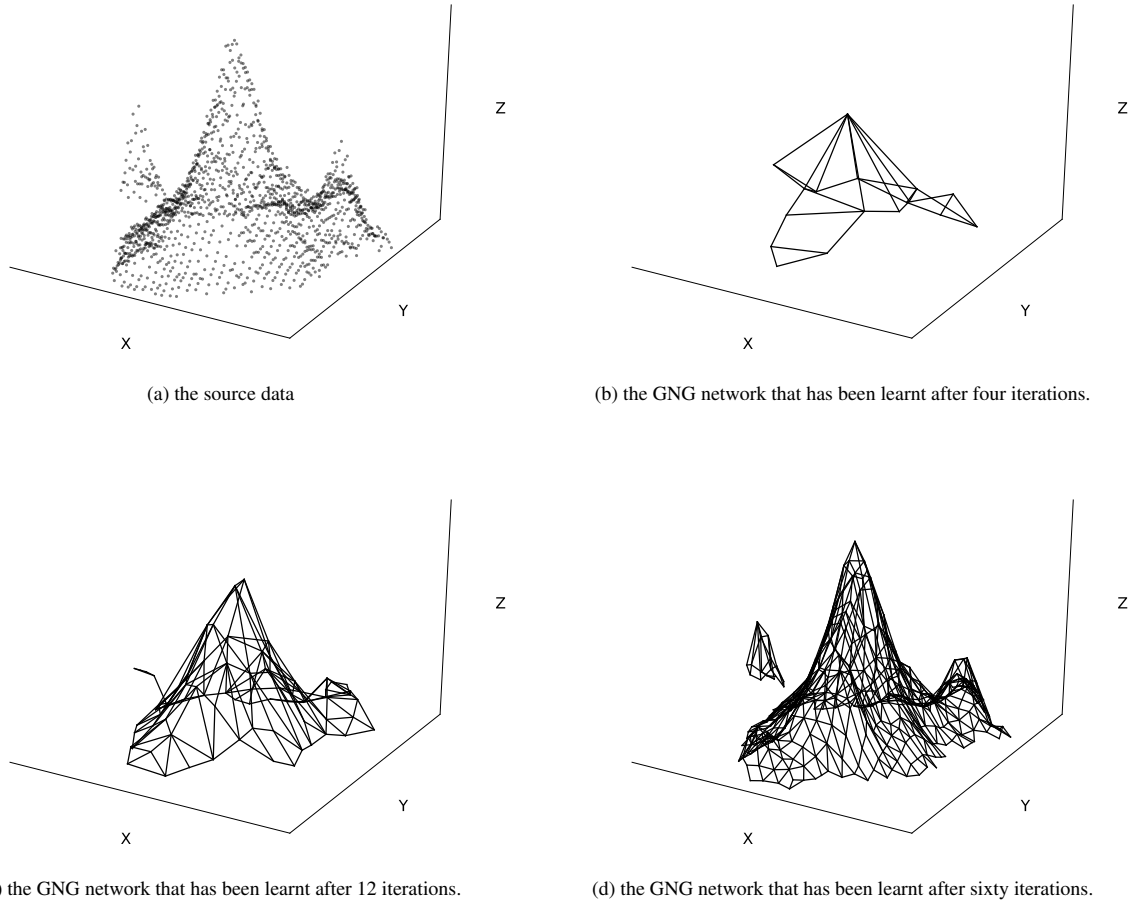 Z
Y
X
(a) the source data
Z
Y
X
(b) the GNG network that has been learnt after four iterations.
Z
Y
X
) the GNG network that has been learnt after 12 iterations.
Z
Y
X
(d) the GNG network that has been learnt after sixty iterations.